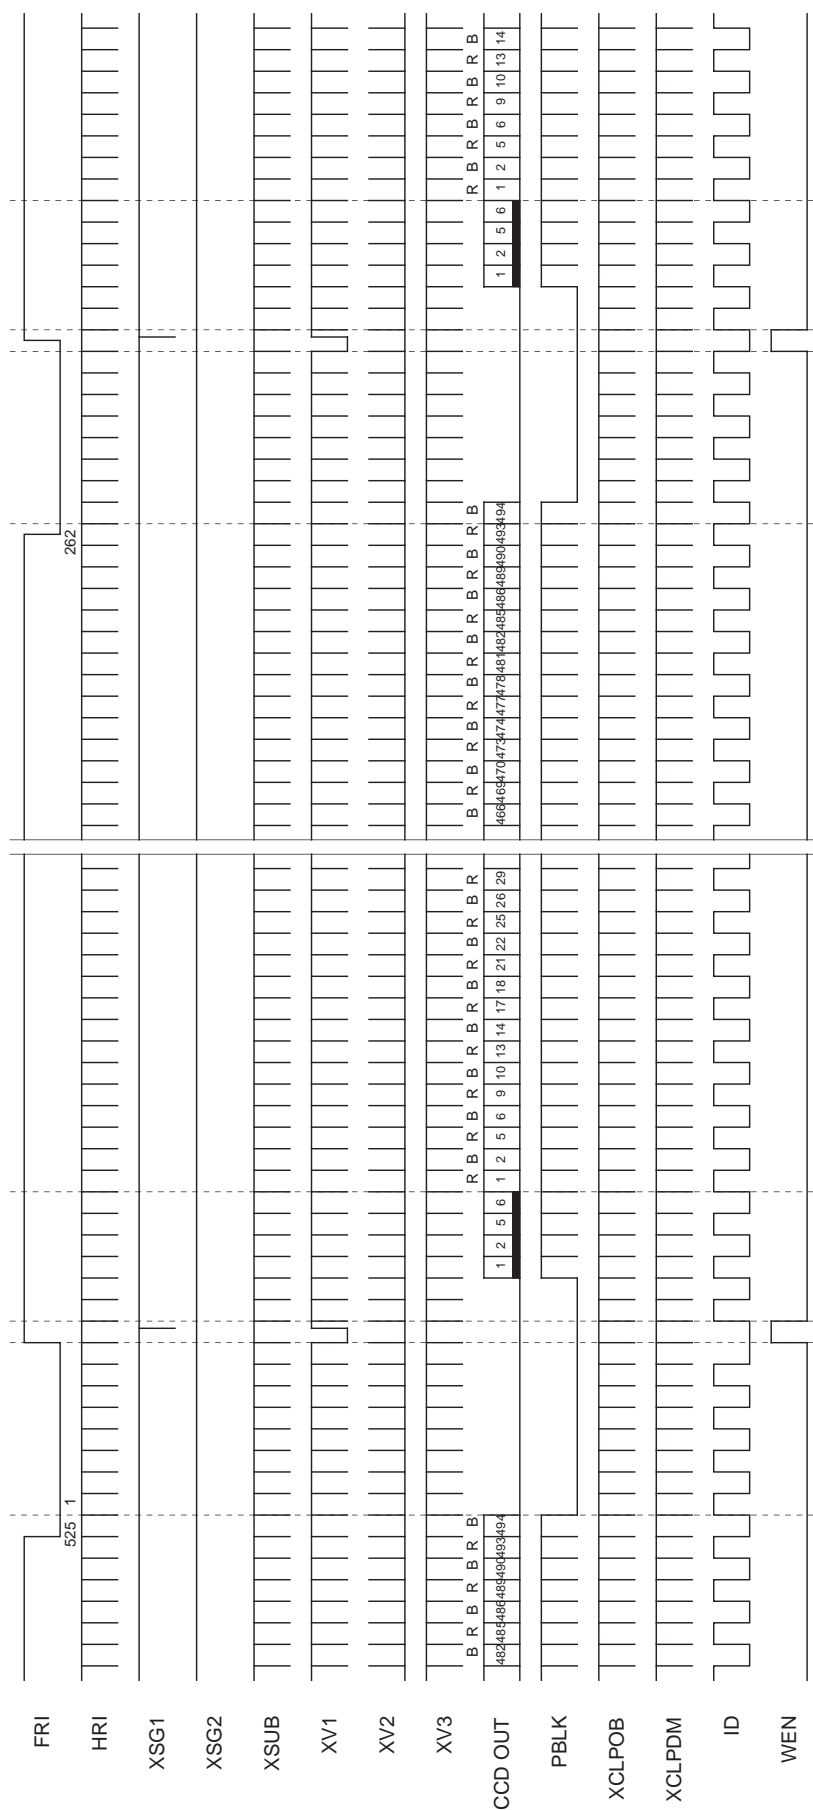 FRI
525 1 262
HRI
XSG1
XSG2
XSUB
XV1
XV2
XV3
B R B R B R B R B R B R B R B R B R B R B R B R B R B R B R B R B R B R B R B R B R B R B
CCD OUT 482 485 486 489 490 493 494 1 2 5 6 1 2 5 6 9 10 13 14 17 18 21 22 25 26 29 466 469 470 473 474 477 478 481 482 485 486 489 490 493 494 1 2 5 6 1 2 5 6 9 10 13 14
PBLK
XCLPOB
XCLPDM
ID
WEN